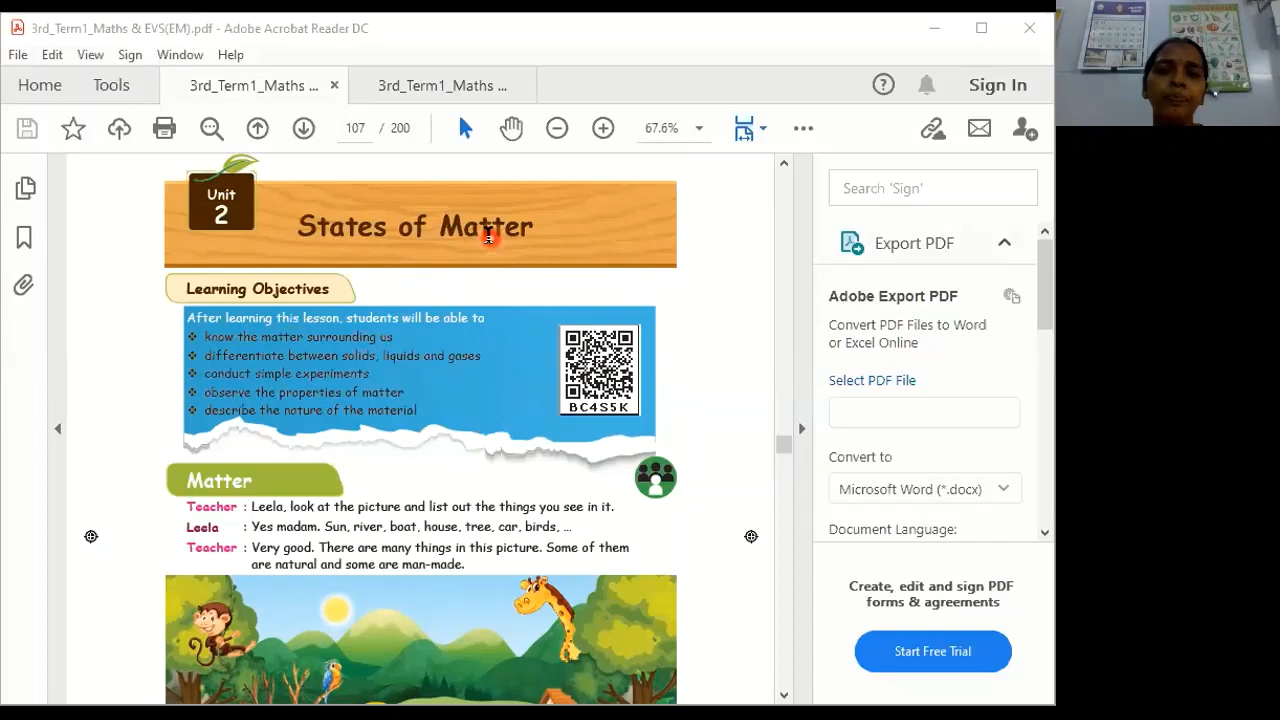 3rd_Term1_Maths & EVS(EM).pdf - Adobe Acrobat Reader DC
File Edit View Sign Window Help
Home Tools 3rd_Term1_Maths ... 3rd_Term1_Maths ... Sign In
107 / 200 67.6%
Unit
2
States of Matter
Learning Objectives
After learning this lesson, students will be able to
❖ know the matter surrounding us
❖ differentiate between solids, liquids and gases
❖ conduct simple experiments
❖ observe the properties of matter
❖ describe the nature of the material
BC4S5K
Matter
Teacher : Leela, look at the picture and list out the things you see in it.
Leela : Yes madam. Sun, river, boat, house, tree, car, birds, ...
Teacher : Very good. There are many things in this picture. Some of them
are natural and some are man-made.
Search 'Sign'
Export PDF
Adobe Export PDF
Convert PDF Files to Word
or Excel Online
Select PDF File
Convert to
Microsoft Word (*.docx)
Document Language:
Create, edit and sign PDF
forms & agreements
Start Free Trial